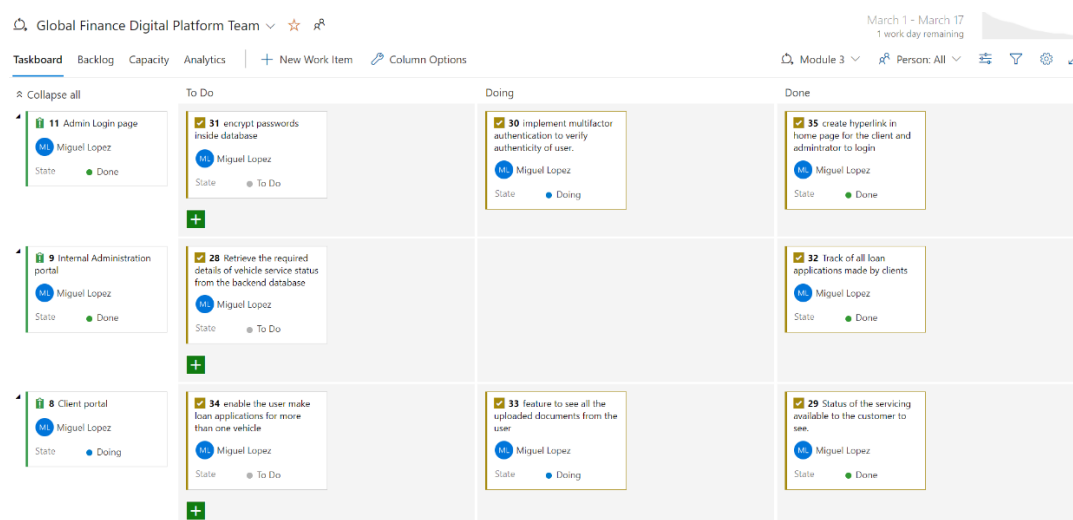 Global Finance Digital Platform Team
March 1 - March 17
1 work day remaining
Taskboard Backlog Capacity Analytics New Work Item Column Options Module 3 Person: All
Collapse all To Do Doing Done
11 Admin Login page
ML Miguel Lopez
State Done
31 encrypt passwords
inside database
ML Miguel Lopez
State To Do
30 implement multifactor
authentication to verify
authenticity of user.
ML Miguel Lopez
State Doing
35 create hyperlink in
home page for the client and
admintrator to login
ML Miguel Lopez
State Done
9 Internal Administration
portal
ML Miguel Lopez
State Done
28 Retrieve the required
details of vehicle service status
from the backend database
ML Miguel Lopez
State To Do
32 Track of all loan
applications made by clients
ML Miguel Lopez
State Done
8 Client portal
ML Miguel Lopez
State Doing
34 enable the user make
loan applications for more
than one vehicle
ML Miguel Lopez
State To Do
33 feature to see all the
uploaded documents from the
user
ML Miguel Lopez
State Doing
29 Status of the servicing
available to the customer to
see.
ML Miguel Lopez
State Done